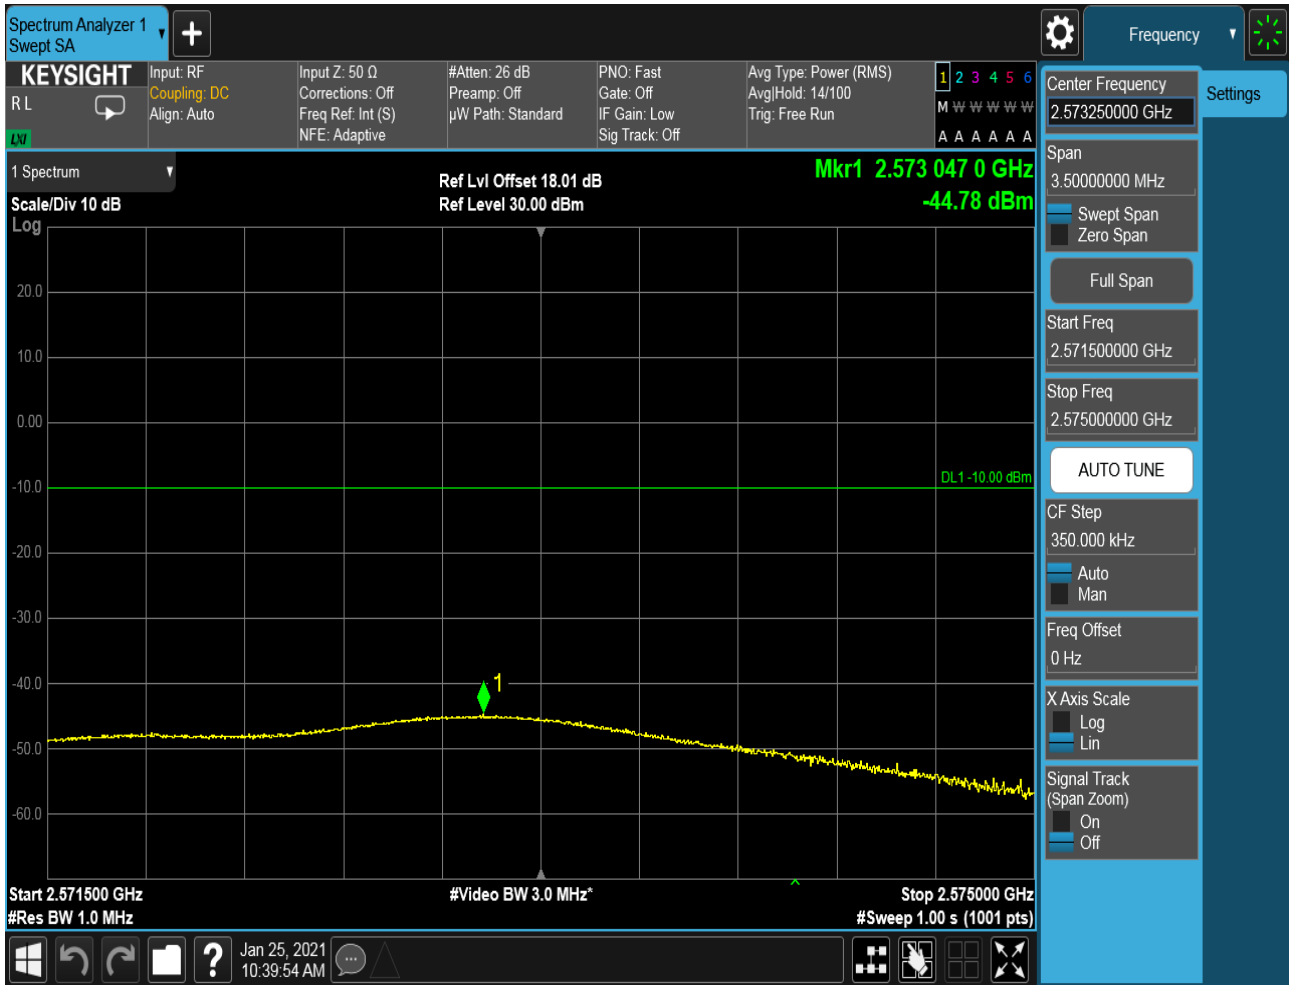 Spectrum Analyzer 1
Swept SA
Frequency
KEYSIGHT
R L
LXI
Input: RF
Coupling: DC
Align: Auto
Input Z: 50 Ω
Corrections: Off
Freq Ref: Int (S)
NFE: Adaptive
#Atten: 26 dB
Preamp: Off
µW Path: Standard
PNO: Fast
Gate: Off
IF Gain: Low
Sig Track: Off
Avg Type: Power (RMS)
Avg|Hold: 14/100
Trig: Free Run
1 2 3 4 5 6
M W W W W W
A A A A A A
1 Spectrum
Scale/Div 10 dB
Log
Ref Lvl Offset 18.01 dB
Ref Level 30.00 dBm
Mkr1 2.573 047 0 GHz
-44.78 dBm
20.0
10.0
0.00
-10.0
DL1 -10.00 dBm
-20.0
-30.0
-40.0
1
-50.0
-60.0
Start 2.571500 GHz
#Res BW 1.0 MHz
#Video BW 3.0 MHz*
Stop 2.575000 GHz
#Sweep 1.00 s (1001 pts)
Jan 25, 2021
10:39:54 AM
Center Frequency
2.573250000 GHz
Settings
Span
3.50000000 MHz
Swept Span
Zero Span
Full Span
Start Freq
2.571500000 GHz
Stop Freq
2.575000000 GHz
AUTO TUNE
CF Step
350.000 kHz
Auto
Man
Freq Offset
0 Hz
X Axis Scale
Log
Lin
Signal Track
(Span Zoom)
On
Off